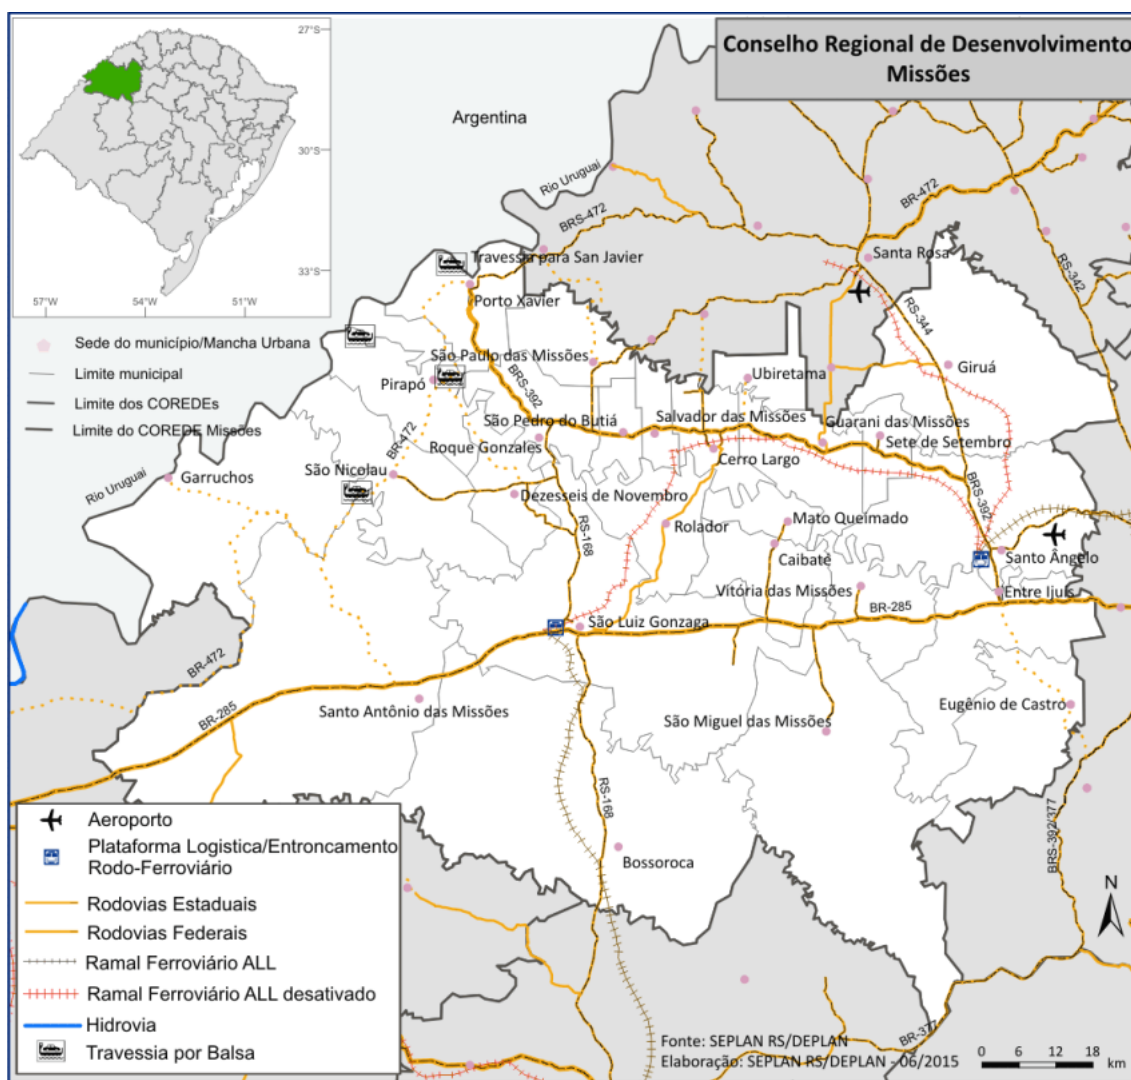 Conselho Regional de Desenvolvimento
Missões
27°S
30°S
33°S
57°W
54°W
51°W
Argentina
Rio Uruguai
BRS-472
BR-472
Travessia para San Javier
Santa Rosa
RS-342
Porto Xavier
RS-344
Sede do município/Mancha Urbana
Limite municipal
Limite dos COREDEs
Limite do COREDE Missões
São Paulo das Missões
Pirapó
BRS-392
Ubiretama
Giruá
São Pedro do Butiá
Salvador das Missões
Guarani das Missões
Sete de Setembro
Roque Gonzales
BR-472
Cerro Largo
São Nicolau
Garruchos
Rio Uruguai
Dezesseis de Novembro
BRS-392
Rolador
Mato Queimado
RS-168
Caibaté
Santo Ângelo
Vitória das Missões
Entre Ijuís
BR-285
São Luiz Gonzaga
BR-472
BR-285
Santo Antônio das Missões
São Miguel das Missões
Eugênio de Castro
RS-168
Bossoroca
BRS-392/377
BR-377
N
Aeroporto
Plataforma Logistica/Entroncamento
Rodo-Ferroviário
Rodovias Estaduais
Rodovias Federais
Ramal Ferroviário ALL
Ramal Ferroviário ALL desativado
Hidrovia
Travessia por Balsa
Fonte: SEPLAN RS/DEPLAN
Elaboração: SEPLAN RS/DEPLAN - 06/2015
0 6 12 18
km